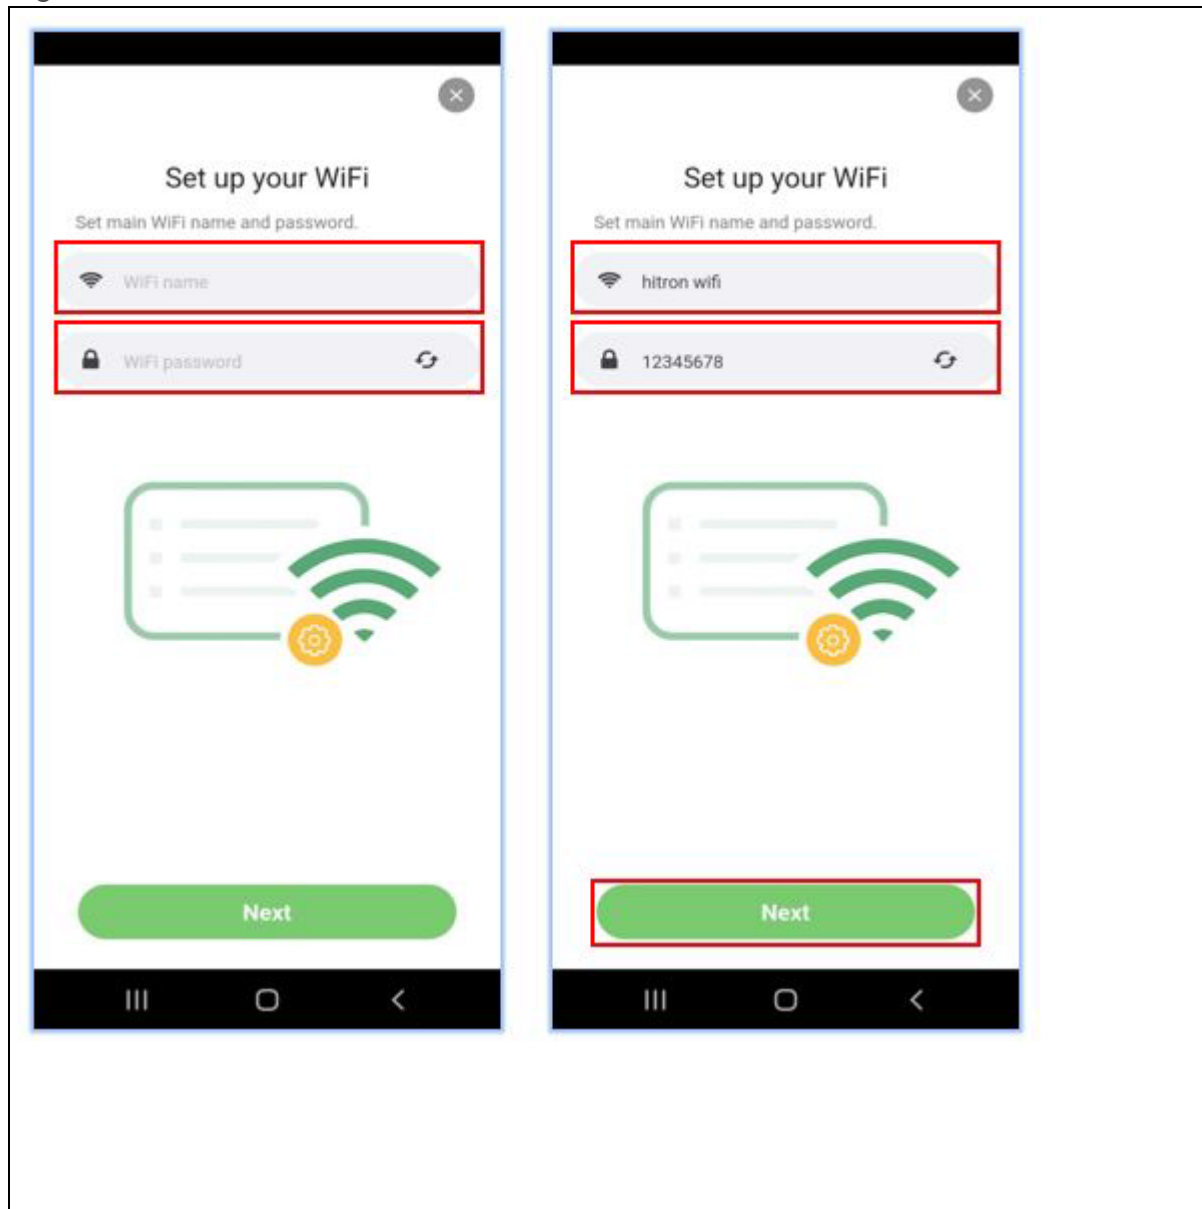 Set up your WiFi
Set main WiFi name and password.
WiFi name
WiFi password
Next
Set up your WiFi
Set main WiFi name and password.
hitron wifi
12345678
Next